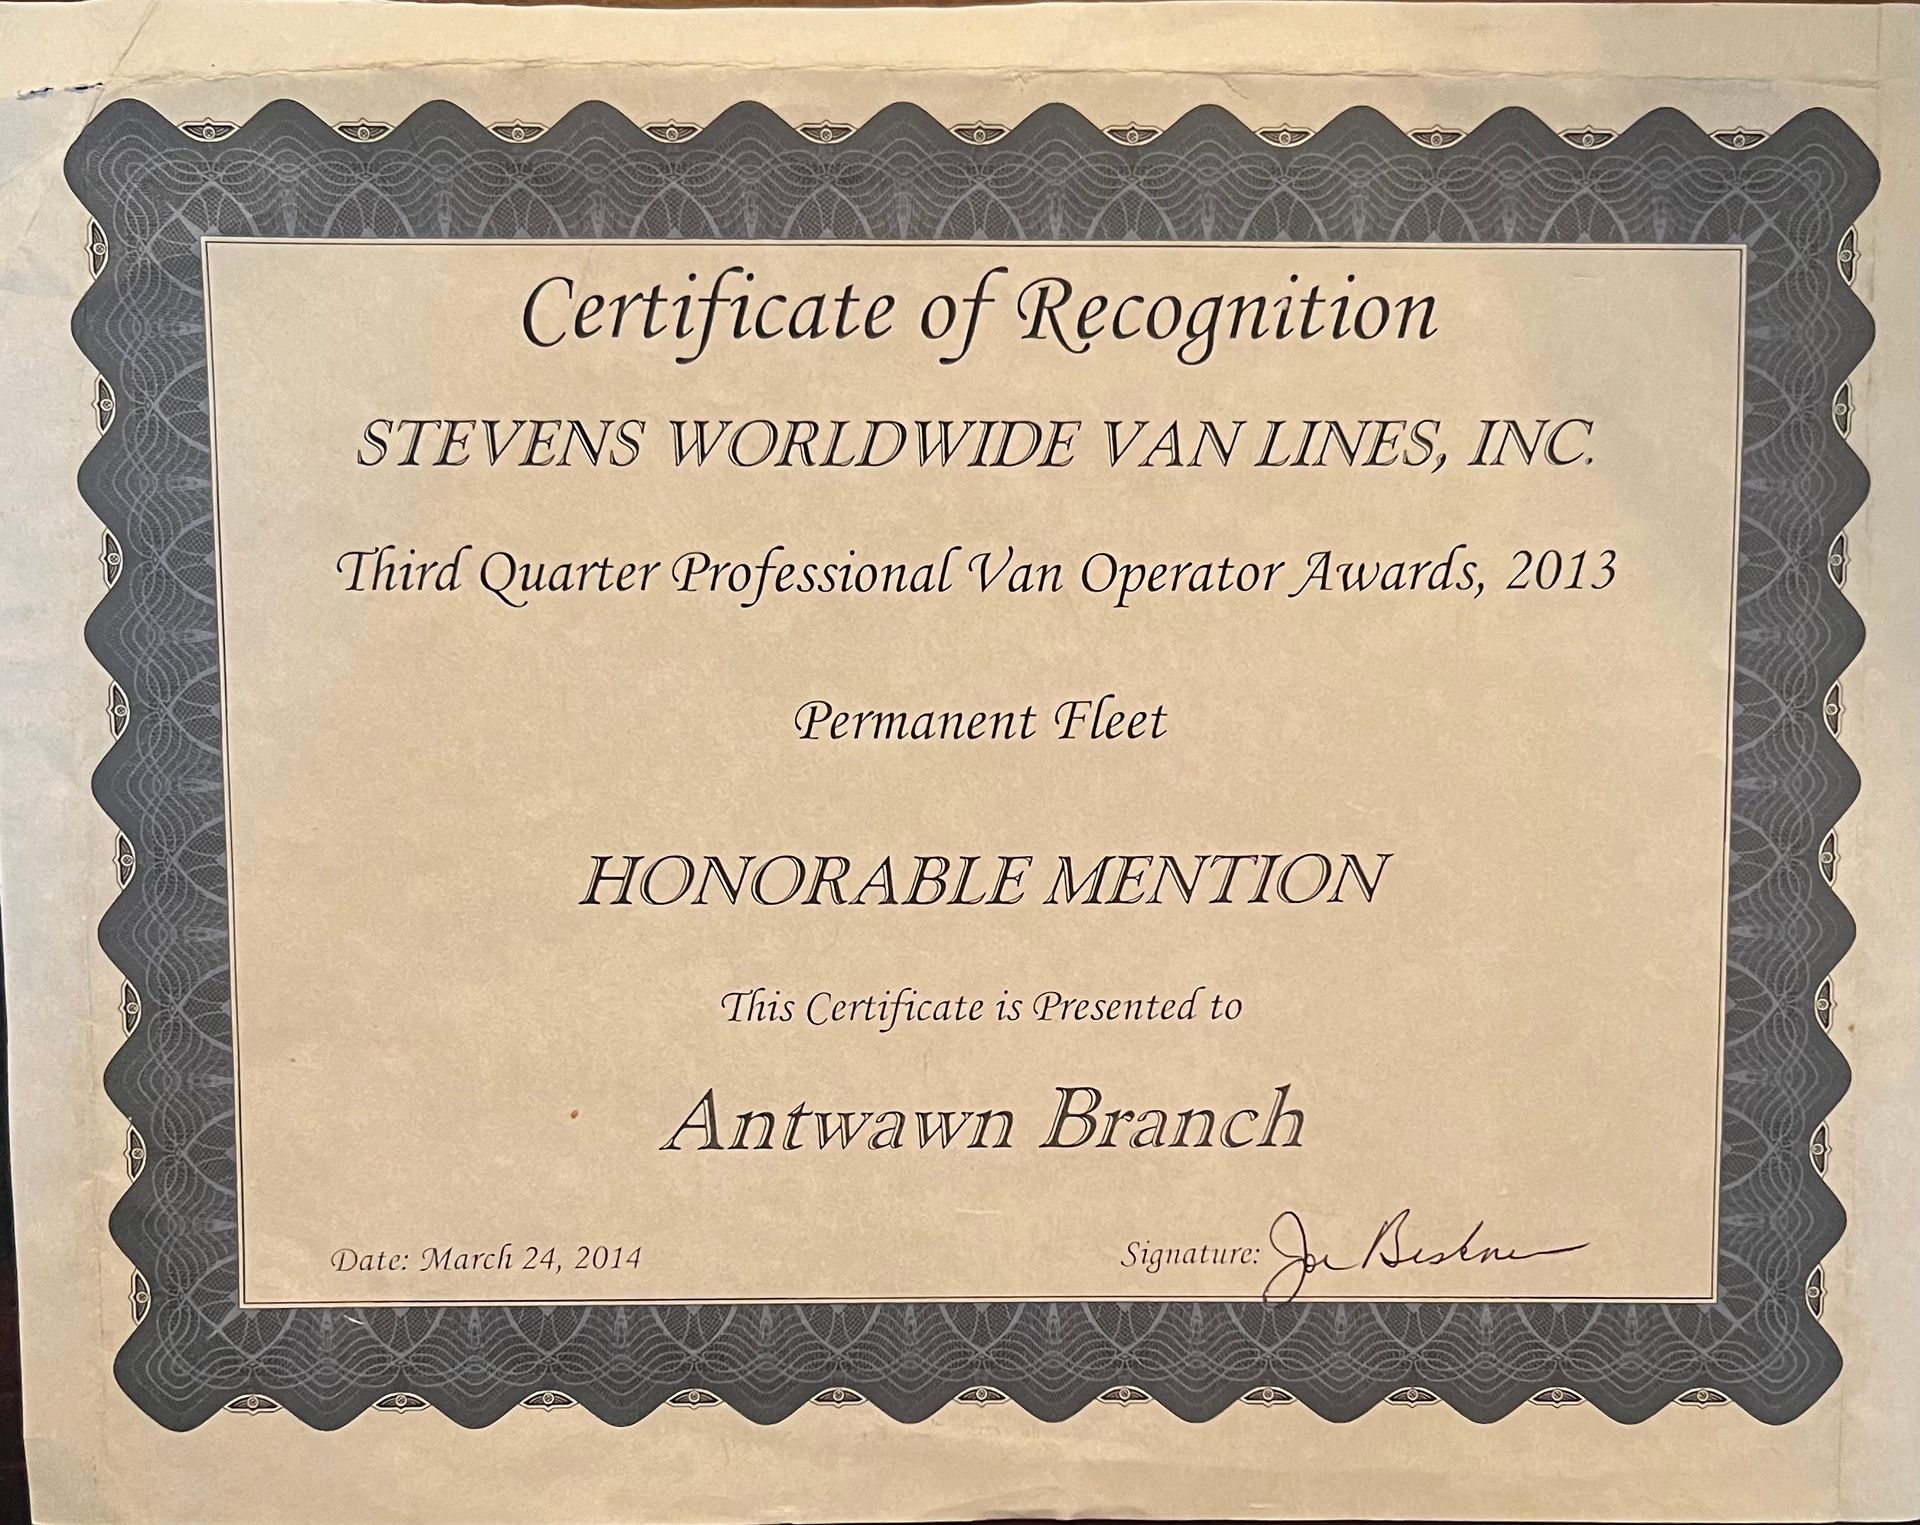 Certificate of Recognition
STEVENS WORLDWIDE VAN LINES, INC.
Third Quarter Professional Van Operator Awards, 2013
Permanent Fleet
HONORABLE MENTION
This Certificate is Presented to
Antwawn Branch
Date: March 24, 2014 Signature: Joe